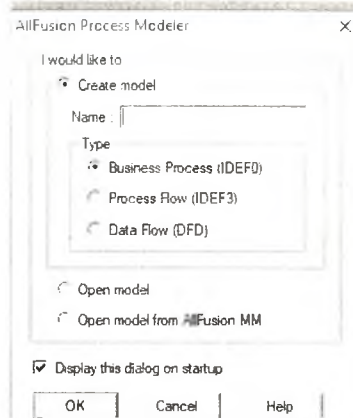 AllFusion Process Modeler
I would like to
Create model
Name :
Type
Business Process (IDEF0)
Process Flow (IDEF3)
Data Flow (DFD)
Open model
Open model from AllFusion MM
Display this dialog on startup
OK Cancel Help